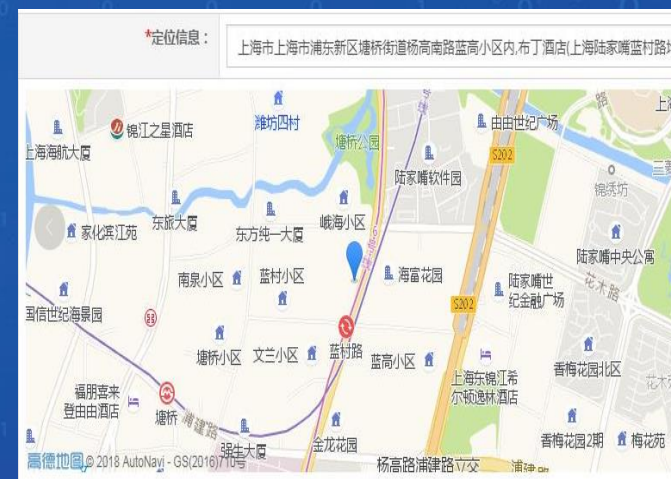 *定位信息：
上海市上海市浦东新区塘桥街道杨高南路蓝高小区内,布丁酒店(上海陆家嘴蓝村路地
锦江之星酒店
潍坊四村
由由世纪广场
上海海航大厦
塘桥公园
S202
陆家嘴软件园
锦绣坊
家化滨江苑
东旅大厦
东方纯一大厦
峨海小区
陆家嘴中央公寓
南泉小区
蓝村小区
海富花园
陆家嘴世
纪金融广场
花木路
国信世纪海景园
S202
塘桥小区
文兰小区
蓝村路
蓝高小区
香梅花园北区
上海东锦江希
尔顿逸林酒店
福朋喜来
登由由酒店
塘桥
浦建路
金龙花园
香梅花园2期
梅花苑
强生大厦
高德地图 © 2018 AutoNavi - GS(2016)710号
杨高路浦建路立交